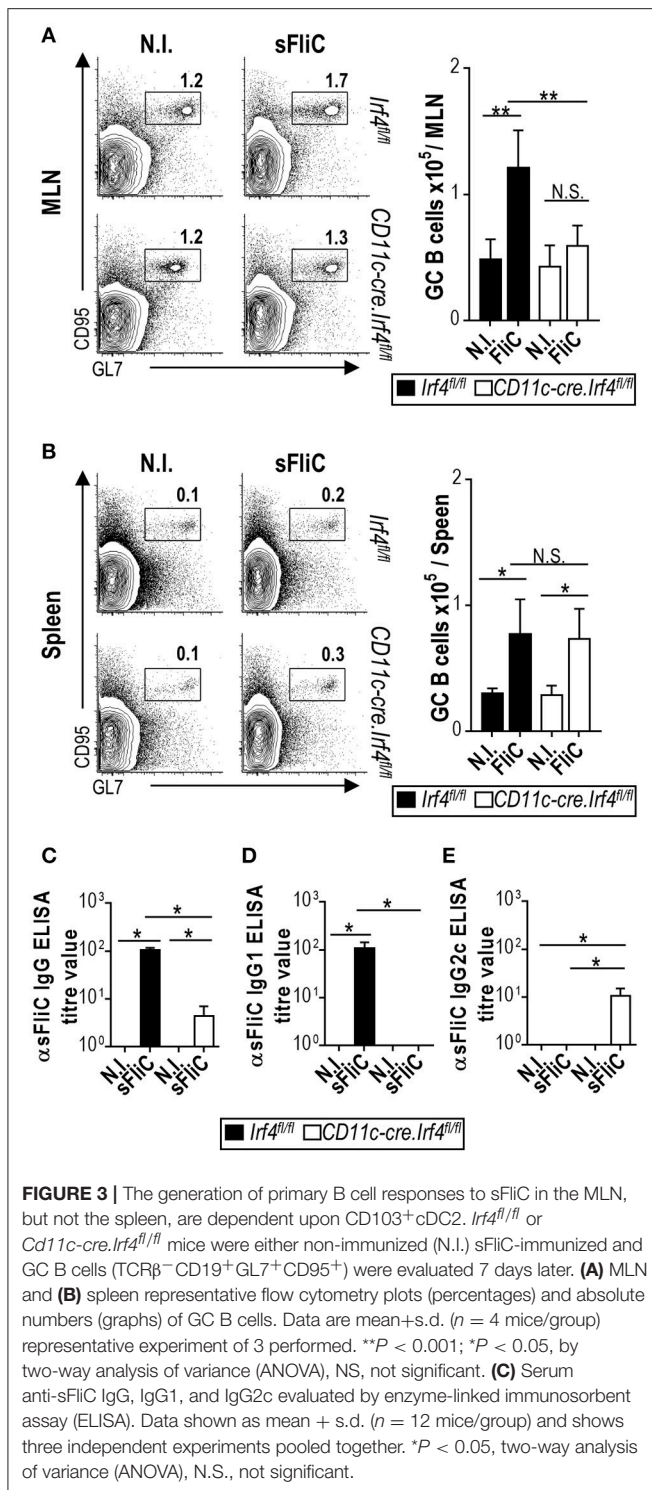 A
N.I.
sFliC
1.2
1.7
Irf4fl/fl
MLN
1.2
1.3
CD11c-cre.Irf4fl/fl
CD95
GL7
2
1
0
GC B cells x10⁵/ MLN
**
**
N.S.
N.I.
FliC
N.I.
FliC
Irf4fl/fl CD11c-cre.Irf4fl/fl
B
N.I.
sFliC
0.1
0.2
Irf4fl/fl
Spleen
0.1
0.3
CD11c-cre.Irf4fl/fl
CD95
GL7
2
1
0
GC B cells x10⁵ / Speen
N.S.
*
*
N.I.
FliC
N.I.
FliC
Irf4fl/fl CD11c-cre.Irf4fl/fl
C
αsFliC IgG ELISA
titre value
10³
10²
10¹
10⁰
*
*
*
N.I.
sFliC
N.I.
sFliC
D
αsFliC IgG1 ELISA
titre value
10³
10²
10¹
10⁰
*
*
N.I.
sFliC
N.I.
sFliC
E
αsFliC IgG2c ELISA
titre value
10³
10²
10¹
10⁰
*
*
N.I.
sFliC
N.I.
sFliC
Irf4fl/fl CD11c-cre.Irf4fl/fl
FIGURE 3 | The generation of primary B cell responses to sFliC in the MLN,
but not the spleen, are dependent upon CD103⁺cDC2. Irf4fl/fl or
Cd11c-cre.Irf4fl/fl mice were either non-immunized (N.I.) sFliC-immunized and
GC B cells (TCRβ⁻CD19⁺GL7⁺CD95⁺) were evaluated 7 days later. (A) MLN
and (B) spleen representative flow cytometry plots (percentages) and absolute
numbers (graphs) of GC B cells. Data are mean+s.d. (n = 4 mice/group)
representative experiment of 3 performed. **P < 0.001; *P < 0.05, by
two-way analysis of variance (ANOVA), NS, not significant. (C) Serum
anti-sFliC IgG, IgG1, and IgG2c evaluated by enzyme-linked immunosorbent
assay (ELISA). Data shown as mean + s.d. (n = 12 mice/group) and shows
three independent experiments pooled together. *P < 0.05, two-way analysis
of variance (ANOVA), N.S., not significant.